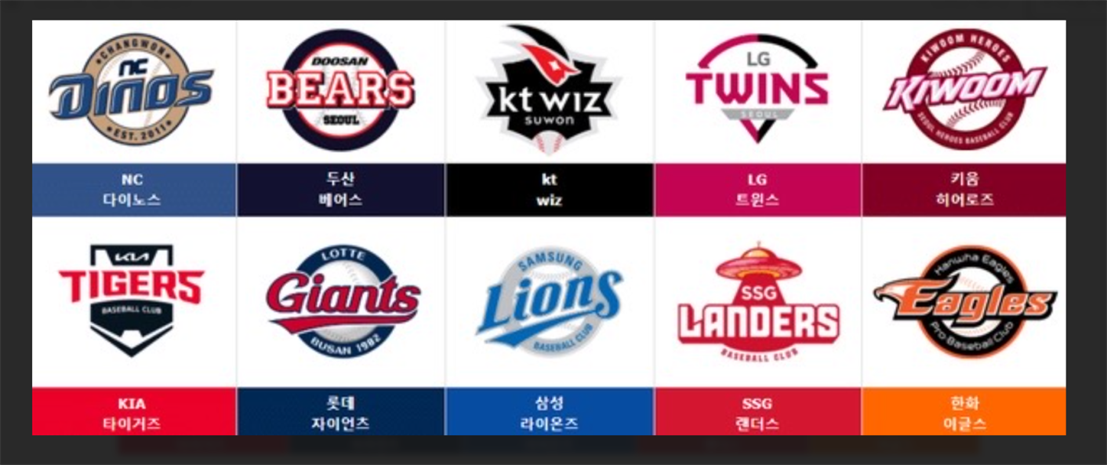 CHANGWON
NC
DINOS
EST. 2011
DOOSAN
BEARS
SEOUL
kt wiz
suwon
LG
TWINS
SEOUL
KIWOOM HEROES
KIWOOM
SEOUL HEROES BASEBALL CLUB
NC
다이노스
두산
베어스
kt
wiz
LG
트윈스
키움
히어로즈
KIA
TIGERS
BASEBALL CLUB
LOTTE
Giants
BUSAN 1982
SAMSUNG
Lions
BASEBALL CLUB
SSG
LANDERS
BASEBALL CLUB
Hanwha Eagles
Eagles
Pro Baseball Club
KIA
타이거즈
롯데
자이언츠
삼성
라이온즈
SSG
랜더스
한화
이글스